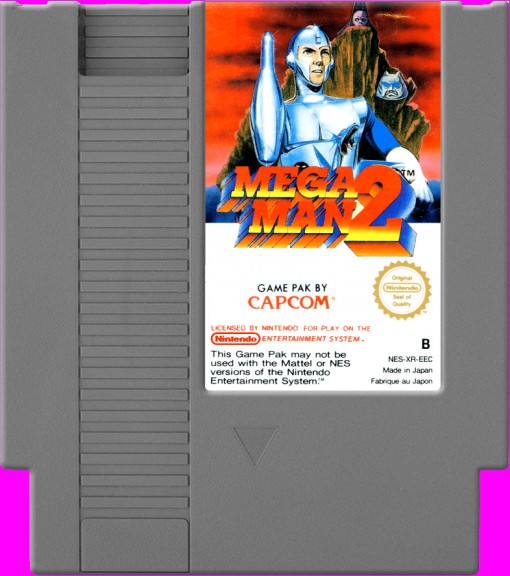 MEGA
MAN 2 ™
GAME PAK BY
CAPCOM®
Original
Nintendo
Seal of
Quality
LICENSED BY NINTENDO FOR PLAY ON THE
Nintendo ENTERTAINMENT SYSTEM.
This Game Pak may not be
used with the Mattel or NES
versions of the Nintendo
Entertainment System.™
B
NES-XR-EEC
Made in Japan
Fabrique au Japon